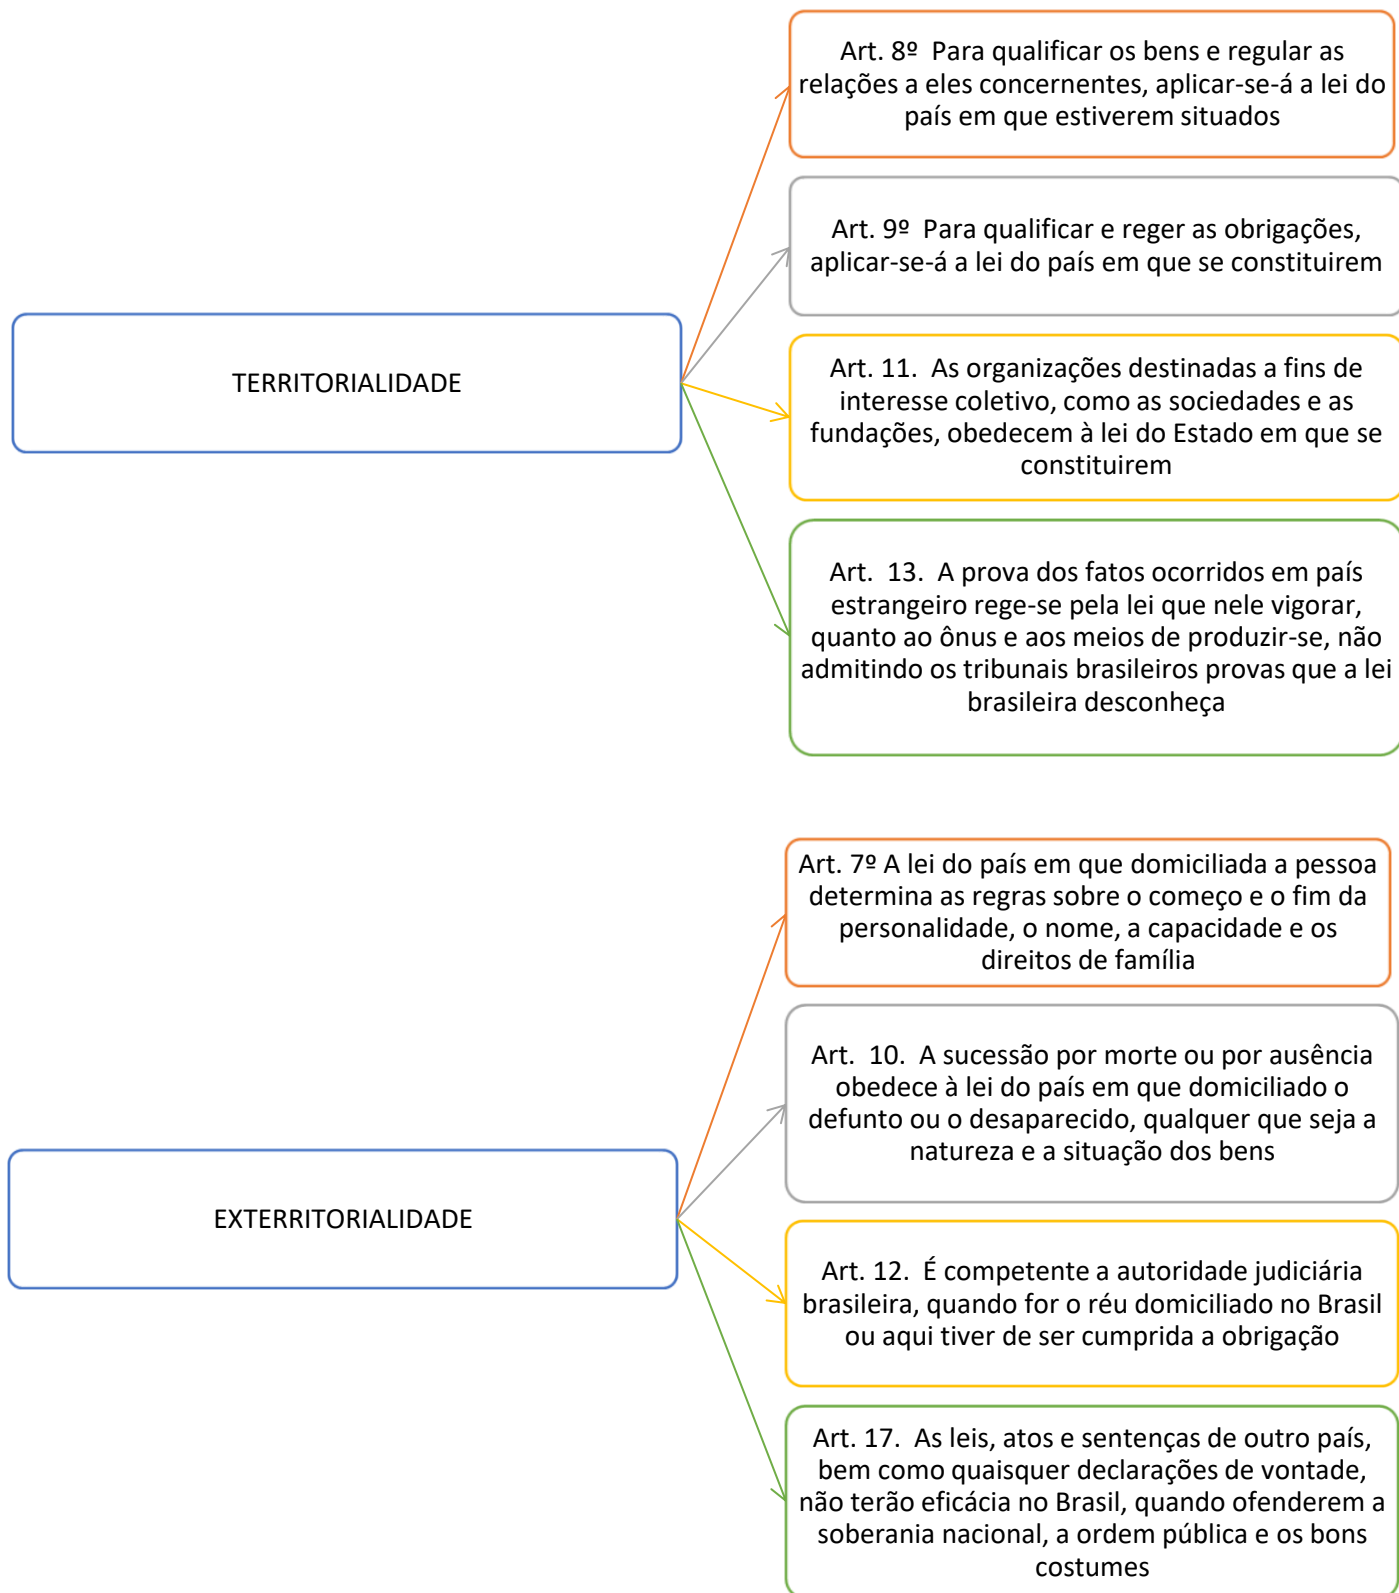 Art. 8º  Para qualificar os bens e regular as
relações a eles concernentes, aplicar-se-á a lei do
país em que estiverem situados
Art. 9º  Para qualificar e reger as obrigações,
aplicar-se-á a lei do país em que se constituirem
TERRITORIALIDADE
Art. 11.  As organizações destinadas a fins de
interesse coletivo, como as sociedades e as
fundações, obedecem à lei do Estado em que se
constituirem
Art.  13.  A prova dos fatos ocorridos em país
estrangeiro rege-se pela lei que nele vigorar,
quanto ao ônus e aos meios de produzir-se, não
admitindo os tribunais brasileiros provas que a lei
brasileira desconheça
Art. 7º A lei do país em que domiciliada a pessoa
determina as regras sobre o começo e o fim da
personalidade, o nome, a capacidade e os
direitos de família
Art.  10.  A sucessão por morte ou por ausência
obedece à lei do país em que domiciliado o
defunto ou o desaparecido, qualquer que seja a
natureza e a situação dos bens
EXTERRITORIALIDADE
Art. 12.  É competente a autoridade judiciária
brasileira, quando for o réu domiciliado no Brasil
ou aqui tiver de ser cumprida a obrigação
Art. 17.  As leis, atos e sentenças de outro país,
bem como quaisquer declarações de vontade,
não terão eficácia no Brasil, quando ofenderem a
soberania nacional, a ordem pública e os bons
costumes